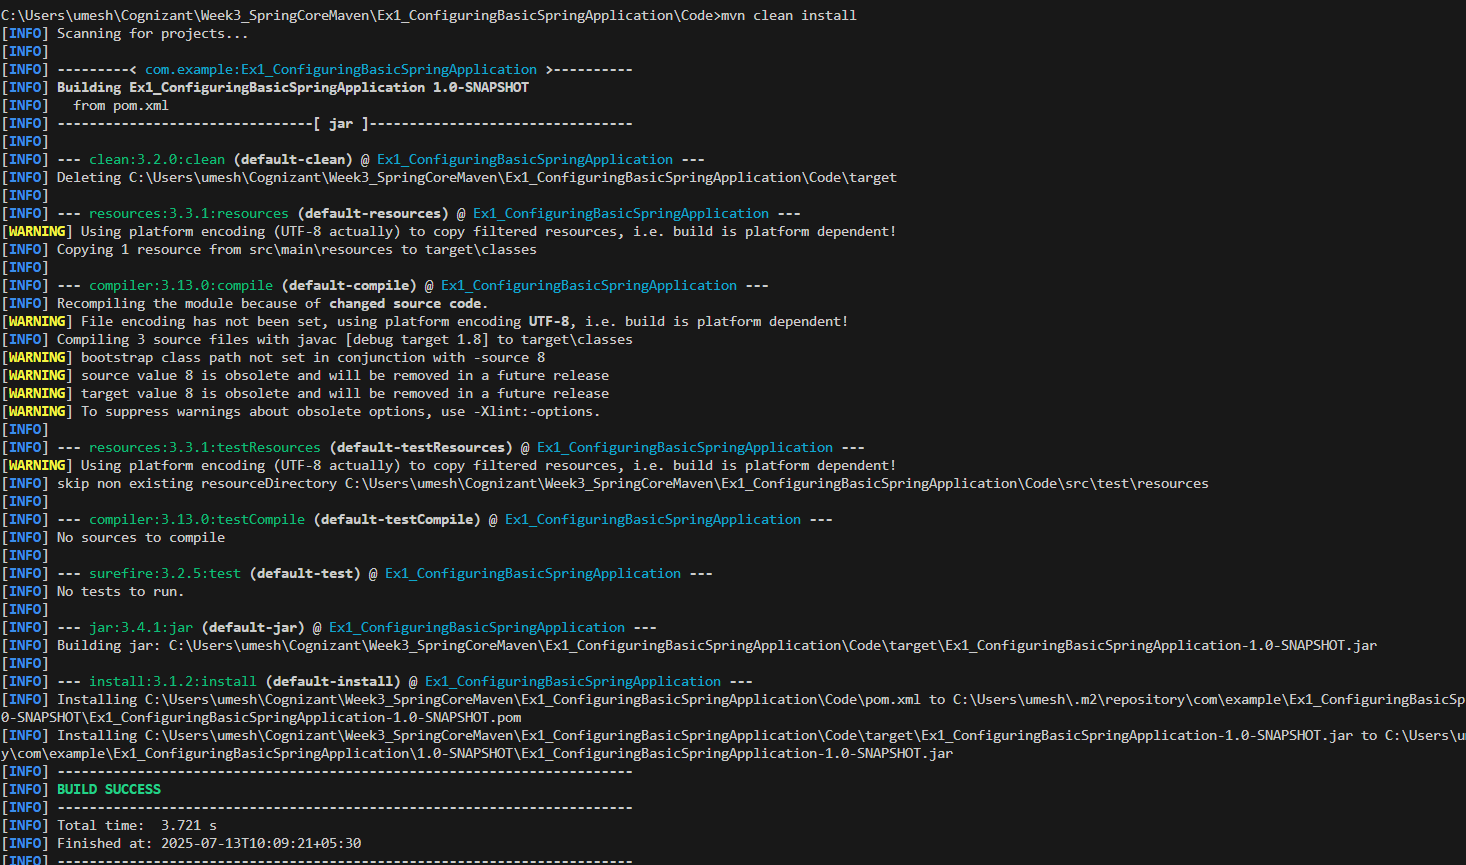 C:\Users\umesh\Cognizant\Week3_SpringCoreMaven\Ex1_ConfiguringBasicSpringApplication\Code>mvn clean install
[INFO] Scanning for projects...
[INFO]
[INFO] ---------< com.example:Ex1_ConfiguringBasicSpringApplication >----------
[INFO] Building Ex1_ConfiguringBasicSpringApplication 1.0-SNAPSHOT
[INFO]   from pom.xml
[INFO] --------------------------------[ jar ]---------------------------------
[INFO]
[INFO] --- clean:3.2.0:clean (default-clean) @ Ex1_ConfiguringBasicSpringApplication ---
[INFO] Deleting C:\Users\umesh\Cognizant\Week3_SpringCoreMaven\Ex1_ConfiguringBasicSpringApplication\Code\target
[INFO]
[INFO] --- resources:3.3.1:resources (default-resources) @ Ex1_ConfiguringBasicSpringApplication ---
[WARNING] Using platform encoding (UTF-8 actually) to copy filtered resources, i.e. build is platform dependent!
[INFO] Copying 1 resource from src\main\resources to target\classes
[INFO]
[INFO] --- compiler:3.13.0:compile (default-compile) @ Ex1_ConfiguringBasicSpringApplication ---
[INFO] Recompiling the module because of changed source code.
[WARNING] File encoding has not been set, using platform encoding UTF-8, i.e. build is platform dependent!
[INFO] Compiling 3 source files with javac [debug target 1.8] to target\classes
[WARNING] bootstrap class path not set in conjunction with -source 8
[WARNING] source value 8 is obsolete and will be removed in a future release
[WARNING] target value 8 is obsolete and will be removed in a future release
[WARNING] To suppress warnings about obsolete options, use -Xlint:-options.
[INFO]
[INFO] --- resources:3.3.1:testResources (default-testResources) @ Ex1_ConfiguringBasicSpringApplication ---
[WARNING] Using platform encoding (UTF-8 actually) to copy filtered resources, i.e. build is platform dependent!
[INFO] skip non existing resourceDirectory C:\Users\umesh\Cognizant\Week3_SpringCoreMaven\Ex1_ConfiguringBasicSpringApplication\Code\src\test\resources
[INFO]
[INFO] --- compiler:3.13.0:testCompile (default-testCompile) @ Ex1_ConfiguringBasicSpringApplication ---
[INFO] No sources to compile
[INFO]
[INFO] --- surefire:3.2.5:test (default-test) @ Ex1_ConfiguringBasicSpringApplication ---
[INFO] No tests to run.
[INFO]
[INFO] --- jar:3.4.1:jar (default-jar) @ Ex1_ConfiguringBasicSpringApplication ---
[INFO] Building jar: C:\Users\umesh\Cognizant\Week3_SpringCoreMaven\Ex1_ConfiguringBasicSpringApplication\Code\target\Ex1_ConfiguringBasicSpringApplication-1.0-SNAPSHOT.jar
[INFO]
[INFO] --- install:3.1.2:install (default-install) @ Ex1_ConfiguringBasicSpringApplication ---
[INFO] Installing C:\Users\umesh\Cognizant\Week3_SpringCoreMaven\Ex1_ConfiguringBasicSpringApplication\Code\pom.xml to C:\Users\umesh\.m2\repository\com\example\Ex1_ConfiguringBasicSp
0-SNAPSHOT\Ex1_ConfiguringBasicSpringApplication-1.0-SNAPSHOT.pom
[INFO] Installing C:\Users\umesh\Cognizant\Week3_SpringCoreMaven\Ex1_ConfiguringBasicSpringApplication\Code\target\Ex1_ConfiguringBasicSpringApplication-1.0-SNAPSHOT.jar to C:\Users\u
y\com\example\Ex1_ConfiguringBasicSpringApplication\1.0-SNAPSHOT\Ex1_ConfiguringBasicSpringApplication-1.0-SNAPSHOT.jar
[INFO] ------------------------------------------------------------------------
[INFO] BUILD SUCCESS
[INFO] ------------------------------------------------------------------------
[INFO] Total time:  3.721 s
[INFO] Finished at: 2025-07-13T10:09:21+05:30
[INFO] ------------------------------------------------------------------------